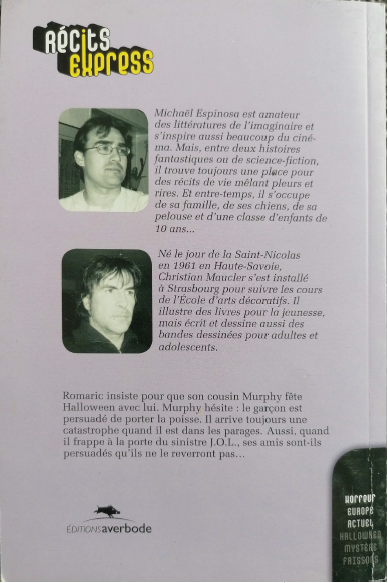 Récits
express
Michaël Espinosa est amateur
des littératures de l'imaginaire et
s'inspire aussi beaucoup du ciné-
ma. Mais, entre deux histoires
fantastiques ou de science-fiction,
il trouve toujours une place pour
des récits de vie mêlant pleurs et
rires. Et entre-temps, il s'occupe
de sa famille, de ses chiens, de sa
pelouse et d'une classe d'enfants de
10 ans...
Né le jour de la Saint-Nicolas
en 1961 en Haute-Savoie,
Christian Maucler s'est installé
à Strasbourg pour suivre les cours
de l'École d'arts décoratifs. Il
illustre des livres pour la jeunesse,
mais écrit et dessine aussi des
bandes dessinées pour adultes et
adolescents.
Romaric insiste pour que son cousin Murphy fête
Halloween avec lui. Murphy hésite : le garçon est
persuadé de porter la poisse. Il arrive toujours une
catastrophe quand il est dans les parages. Aussi, quand
il frappe à la porte du sinistre J.O.L., ses amis sont-ils
persuadés qu'ils ne le reverront pas...
ÉDITIONS averbode
Horreur
EUROPE
ACTUEL
HALLOWEEN
MYSTÈRE
FRISSONS